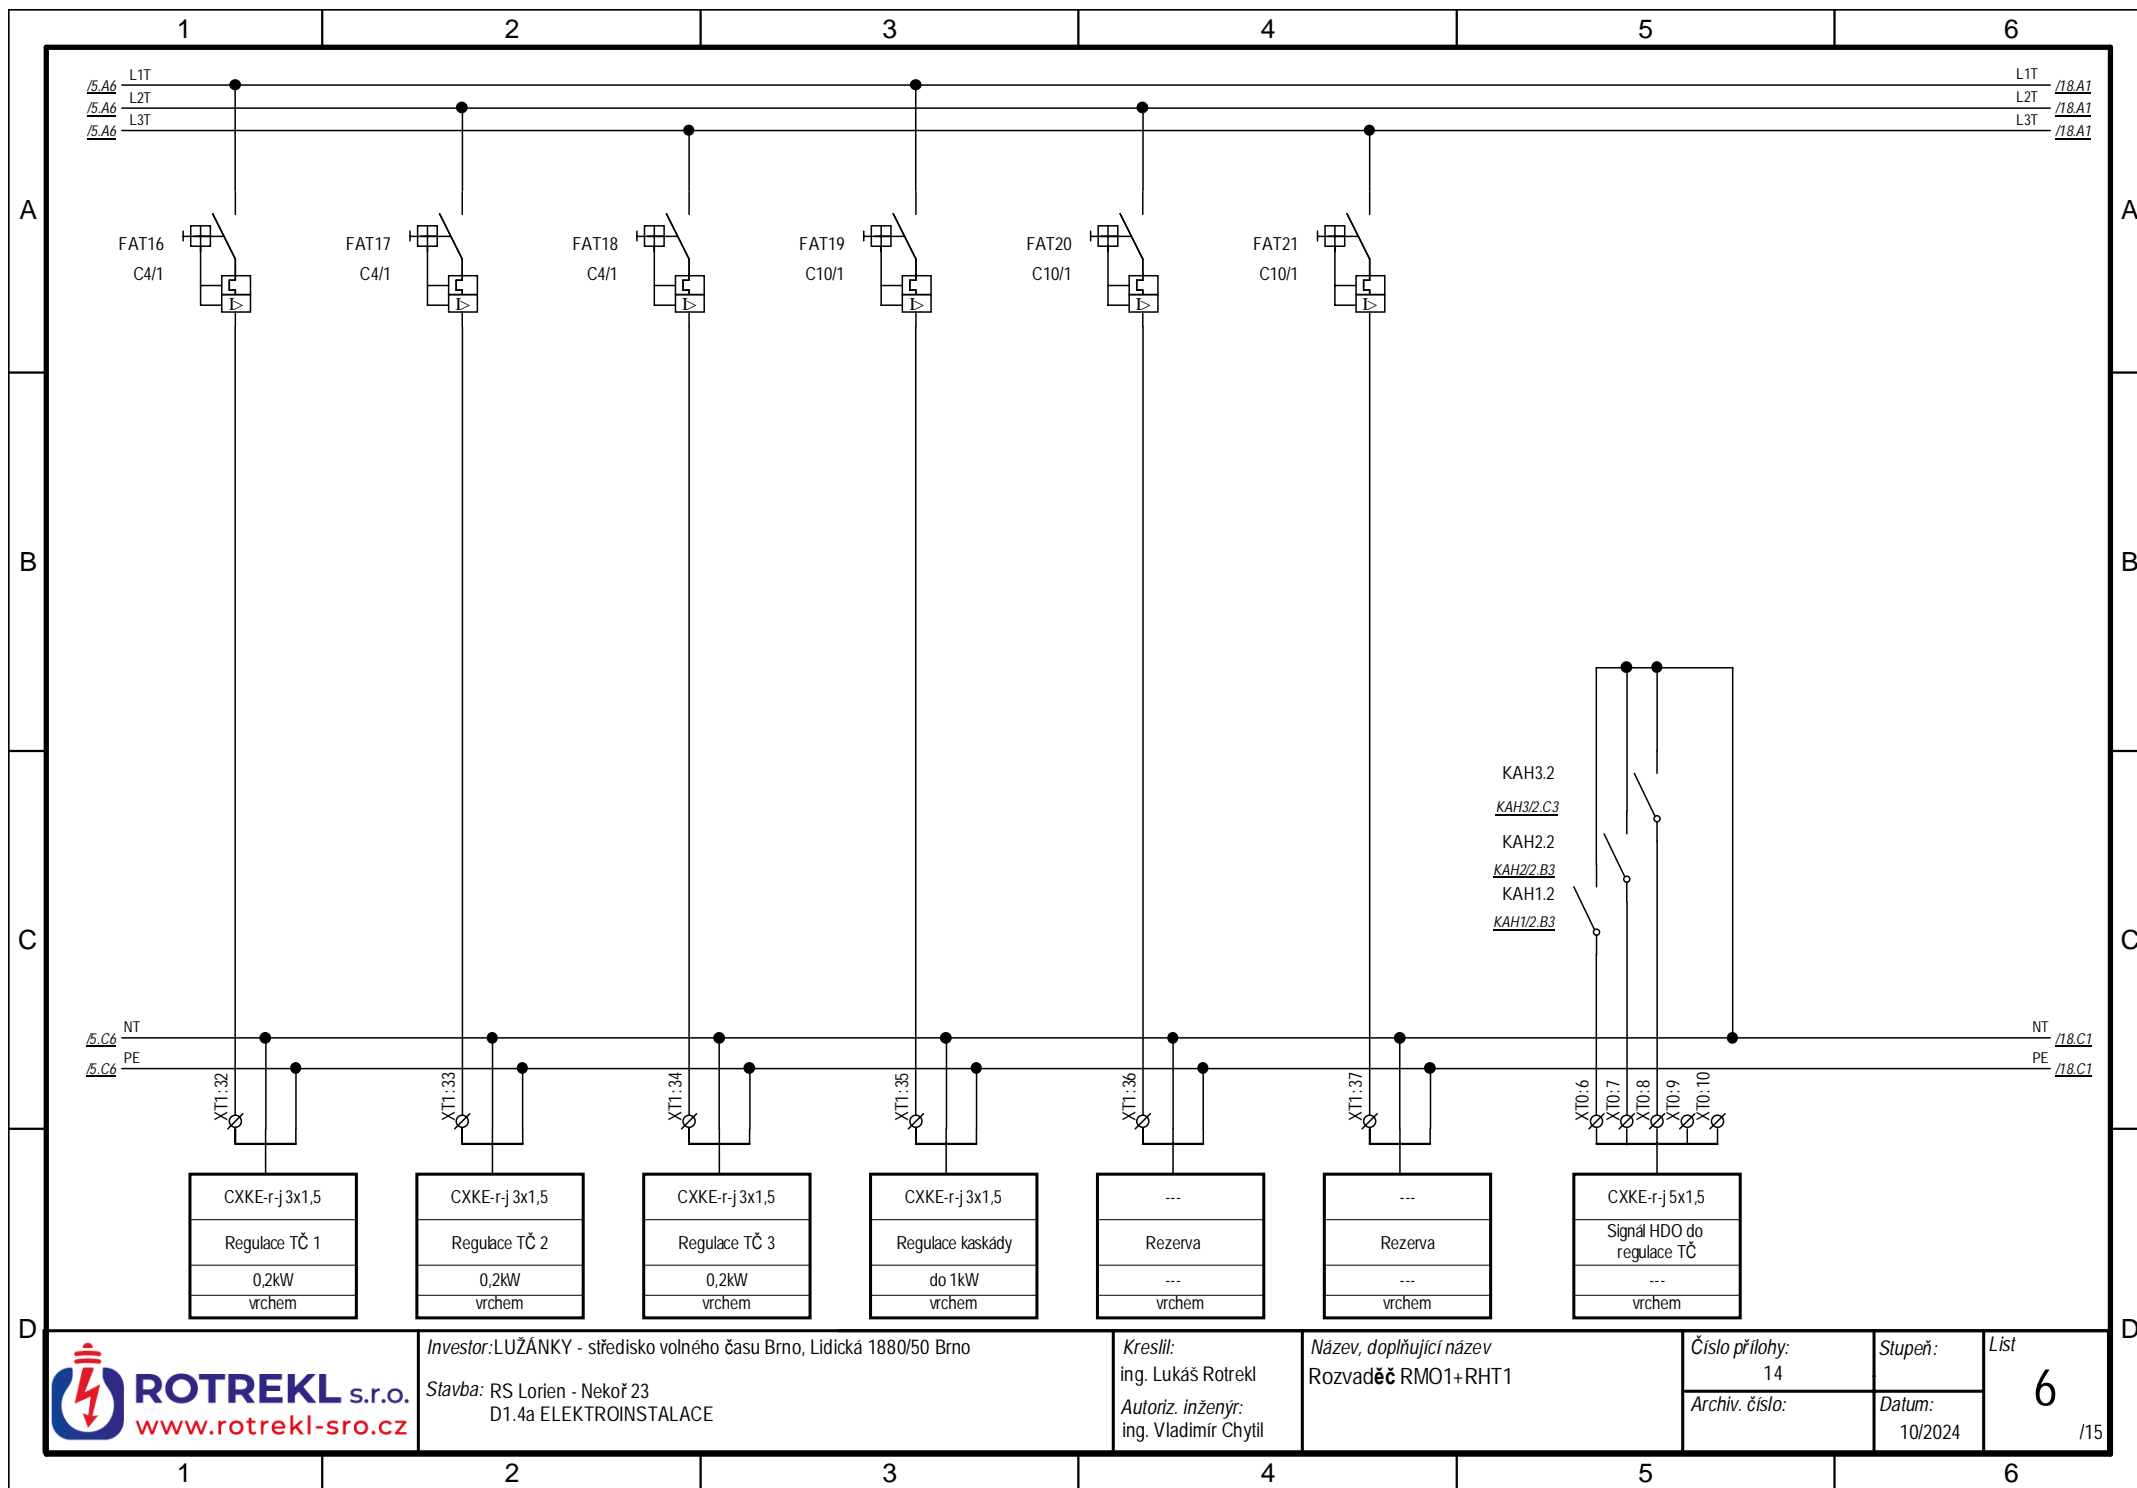 1 2 3 4 5 6
/5.A6 L1T L1T /18.A1
/5.A6 L2T L2T /18.A1
/5.A6 L3T L3T /18.A1
A A
FAT16 FAT17 FAT18 FAT19 FAT20 FAT21
C4/1 C4/1 C4/1 C10/1 C10/1 C10/1
I> I> I> I> I> I>
B B
KAH3.2
KAH3/2.C3
KAH2.2
KAH2/2.B3
KAH1.2
KAH1/2.B3
C C
/5.C6 NT NT /18.C1
/5.C6 PE PE /18.C1
XT1:32 XT1:33 XT1:34 XT1:35 XT1:36 XT1:37 XT0:6 XT0:7 XT0:8 XT0:9 XT0:10
CXKE-r-j 3x1,5
Regulace TČ 1
0,2kW
vrchem
CXKE-r-j 3x1,5
Regulace TČ 2
0,2kW
vrchem
CXKE-r-j 3x1,5
Regulace TČ 3
0,2kW
vrchem
CXKE-r-j 3x1,5
Regulace kaskády
do 1kW
vrchem
---
Rezerva
---
vrchem
---
Rezerva
---
vrchem
CXKE-r-j 5x1,5
Signál HDO do
regulace TČ
---
vrchem
D D
ROTREKL s.r.o.
www.rotrekl-sro.cz
Investor: LUŽÁNKY - středisko volného času Brno, Lidická 1880/50 Brno
Stavba: RS Lorien - Nekoř 23
D1.4a ELEKTROINSTALACE
Kreslil:
ing. Lukáš Rotrekl
Autoriz. inženýr:
ing. Vladimír Chytil
Název, doplňující název
Rozvaděč RMO1+RHT1
Číslo přílohy:
14
Archiv. číslo:
Stupeň:
Datum:
10/2024
List
6
/15
1 2 3 4 5 6